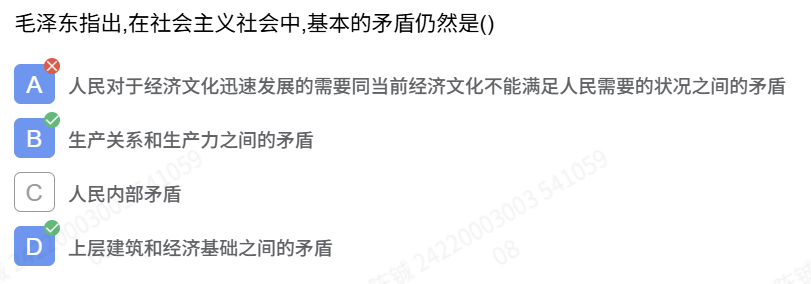 毛泽东指出,在社会主义社会中,基本的矛盾仍然是()
A 人民对于经济文化迅速发展的需要同当前经济文化不能满足人民需要的状况之间的矛盾
B 生产关系和生产力之间的矛盾
C 人民内部矛盾
D 上层建筑和经济基础之间的矛盾
24220003003 541059
08